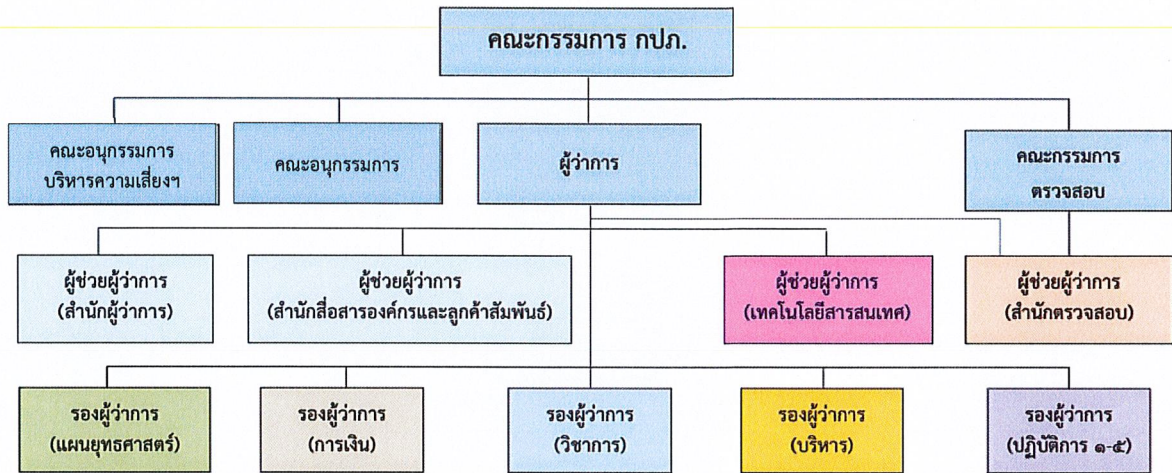 คณะกรรมการ กปภ.
คณะอนุกรรมการ
บริหารความเสี่ยงฯ
คณะอนุกรรมการ
ผู้ว่าการ
คณะกรรมการ
ตรวจสอบ
ผู้ช่วยผู้ว่าการ
(สำนักผู้ว่าการ)
ผู้ช่วยผู้ว่าการ
(สำนักสื่อสารองค์กรและลูกค้าสัมพันธ์)
ผู้ช่วยผู้ว่าการ
(เทคโนโลยีสารสนเทศ)
ผู้ช่วยผู้ว่าการ
(สำนักตรวจสอบ)
รองผู้ว่าการ
(แผนยุทธศาสตร์)
รองผู้ว่าการ
(การเงิน)
รองผู้ว่าการ
(วิชาการ)
รองผู้ว่าการ
(บริหาร)
รองผู้ว่าการ
(ปฏิบัติการ ๑-๕)